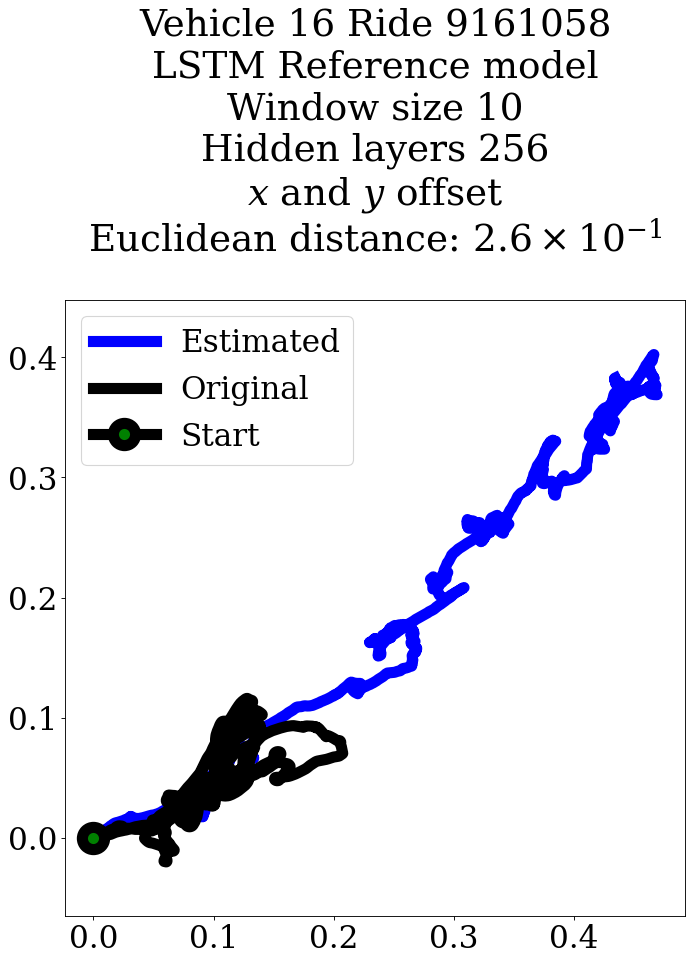 Vehicle 16 Ride 9161058
LSTM Reference model
Window size 10
Hidden layers 256
x and y offset
Euclidean distance: 2.6 × 10⁻¹
Estimated
Original
Start
0.4
0.3
0.2
0.1
0.0
0.0 0.1 0.2 0.3 0.4